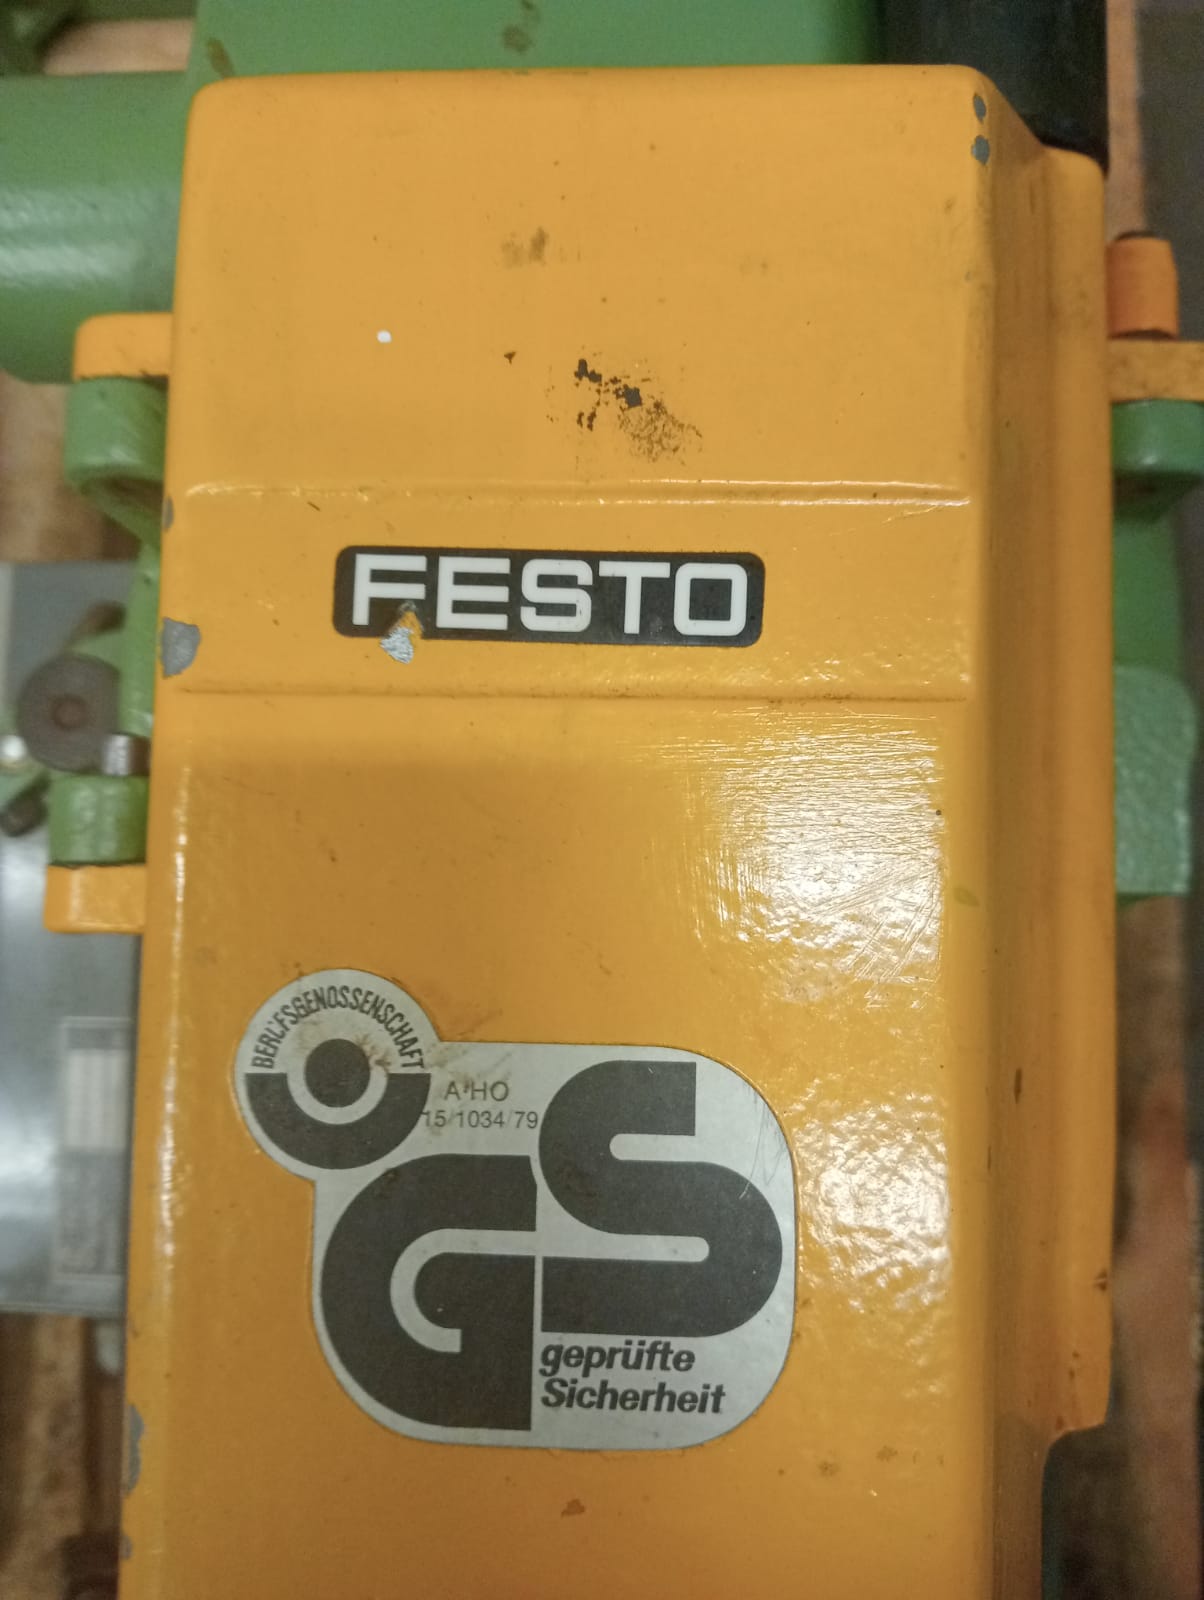 FESTO
BERUFSGENOSSENSCHAFT
A-HO
15/1034/79
GS
geprüfte
Sicherheit